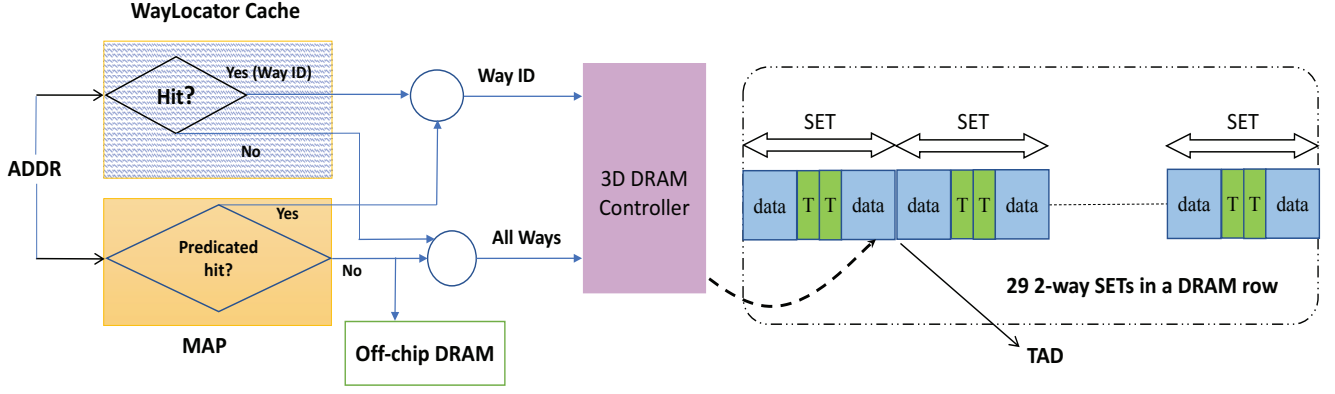 WayLocator Cache
Yes (Way ID)
Hit?
No
Way ID
ADDR
Yes
Predicated
hit?
No
All Ways
MAP
Off-chip DRAM
3D DRAM
Controller
SET
SET
SET
data T T data data T T data data T T data
29 2-way SETs in a DRAM row
TAD